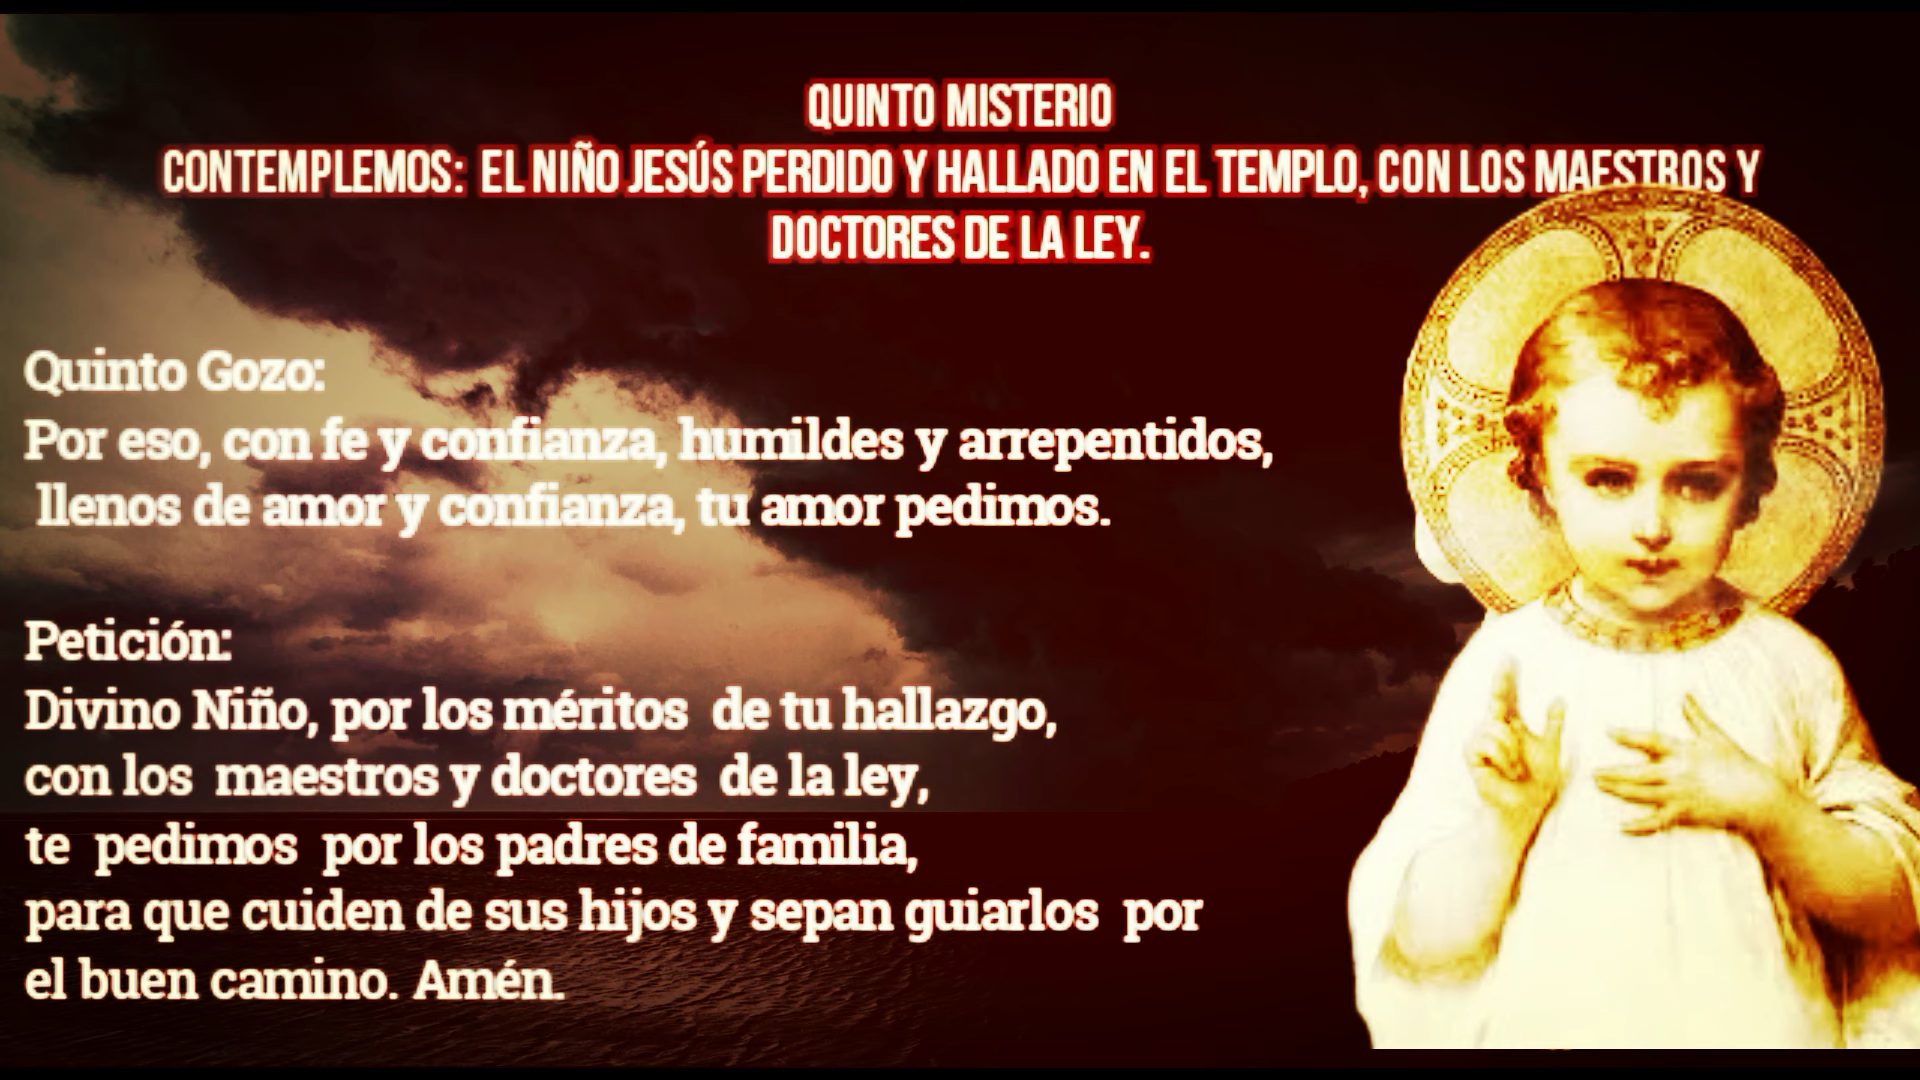 QUINTO MISTERIO
CONTEMPLEMOS: EL NIÑO JESÚS PERDIDO Y HALLADO EN EL TEMPLO, CON LOS MAESTROS Y
DOCTORES DE LA LEY.
Quinto Gozo:
Por eso, con fe y confianza, humildes y arrepentidos,
llenos de amor y confianza, tu amor pedimos.
Petición:
Divino Niño, por los méritos de tu hallazgo,
con los maestros y doctores de la ley,
te pedimos por los padres de familia,
para que cuiden de sus hijos y sepan guiarlos por
el buen camino. Amén.